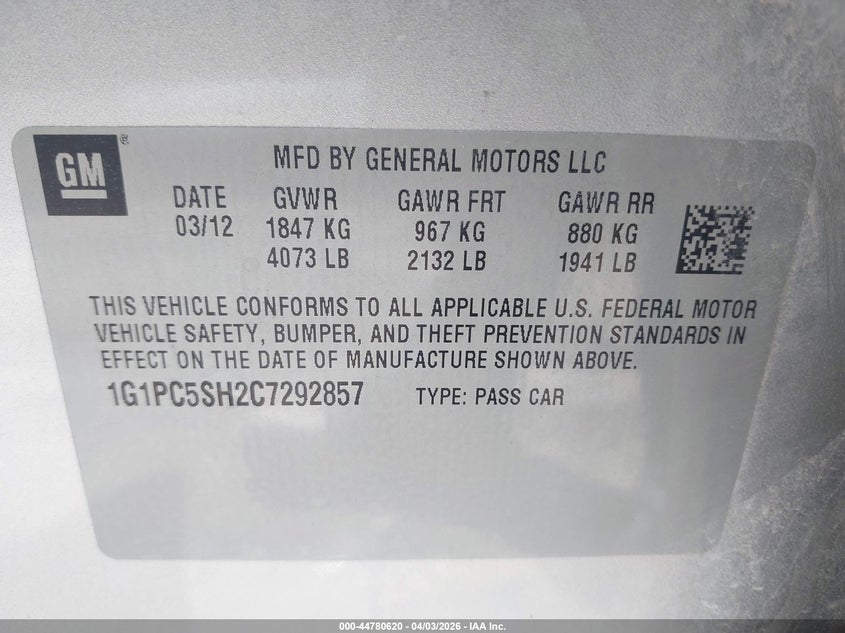 GM
®
MFD BY GENERAL MOTORS LLC
DATE GVWR GAWR FRT GAWR RR
03/12 1847 KG 967 KG 880 KG
4073 LB 2132 LB 1941 LB
THIS VEHICLE CONFORMS TO ALL APPLICABLE U.S. FEDERAL MOTOR
VEHICLE SAFETY, BUMPER, AND THEFT PREVENTION STANDARDS IN
EFFECT ON THE DATE OF MANUFACTURE SHOWN ABOVE.
1G1PC5SH2C7292857 TYPE: PASS CAR
000-44780620 - 04/03/2026 - IAA Inc.